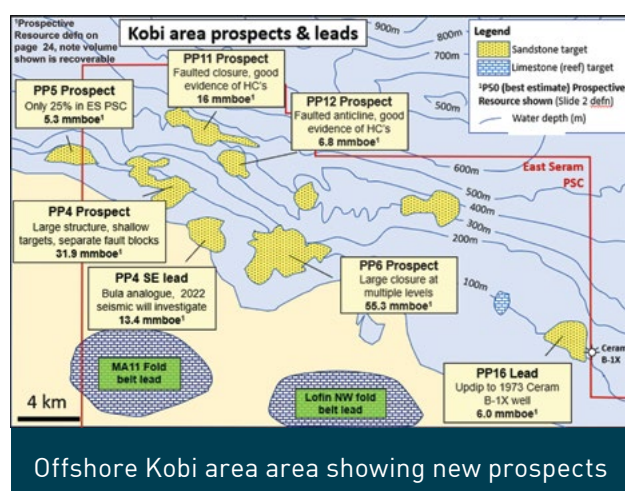 ¹Prospective
Resource defn on
page 24, note volume
shown is recoverable
Kobi area prospects & leads
900m
800m
700m
500m
Legend
Sandstone target
Limestone (reef) target
¹P50 (best estimate) Prospective
Resource shown (Slide 2 defn)
Water depth (m)
PP11 Prospect
Faulted closure, good
evidence of HC's
16 mmboe¹
PP5 Prospect
Only 25% in ES PSC
5.3 mmboe¹
PP12 Prospect
Faulted anticline, good
evidence of HC's
6.8 mmboe¹
600m
East Seram
PSC
500m
400m
300m
200m
100m
PP4 Prospect
Large structure, shallow
targets, separate fault blocks
31.9 mmboe¹
PP4 SE lead
Bula analogue, 2022
seismic will investigate
13.4 mmboe¹
PP6 Prospect
Large closure at
multiple levels
55.3 mmboe¹
Ceram
B-1X
PP16 Lead
Updip to 1973 Ceram
B-1X well
6.0 mmboe¹
MA11 Fold
belt lead
Lofin NW fold
belt lead
4 km
Offshore Kobi area area showing new prospects